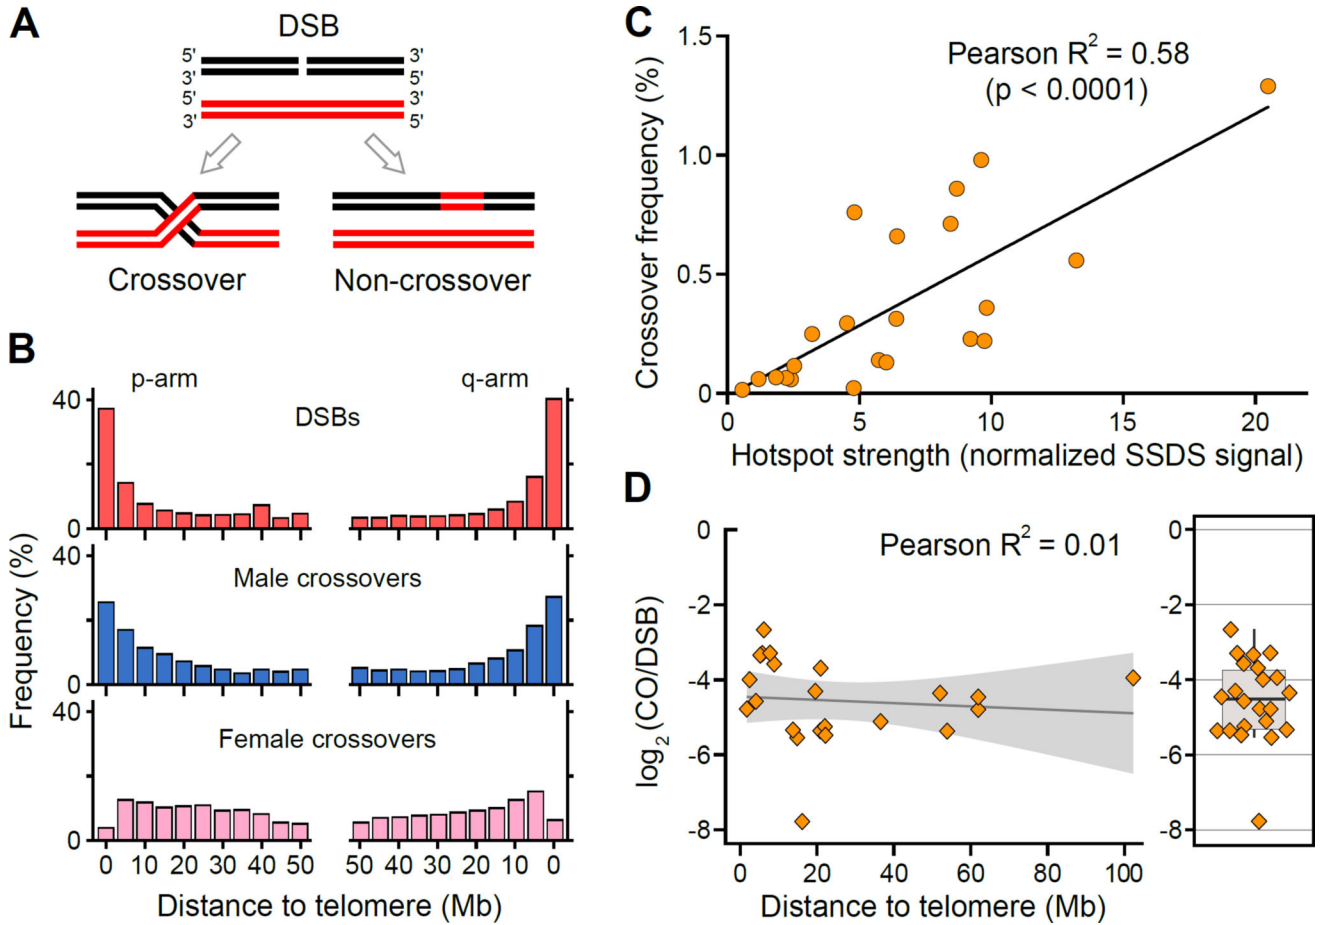 A
DSB
5' 3'
3' 5'
5' 3'
3' 5'
Crossover Non-crossover
B
p-arm q-arm
DSBs
Male crossovers
Female crossovers
Frequency (%)
40
0
40
0
40
0
0 10 20 30 40 50 50 40 30 20 10 0
Distance to telomere (Mb)
C
Pearson R² = 0.58
(p < 0.0001)
Crossover frequency (%)
1.5
1.0
0.5
0
0 5 10 15 20
Hotspot strength (normalized SSDS signal)
D
Pearson R² = 0.01
log₂(CO/DSB)
0
-2
-4
-6
-8
0 20 40 60 80 100
Distance to telomere (Mb)
0
-2
-4
-6
-8